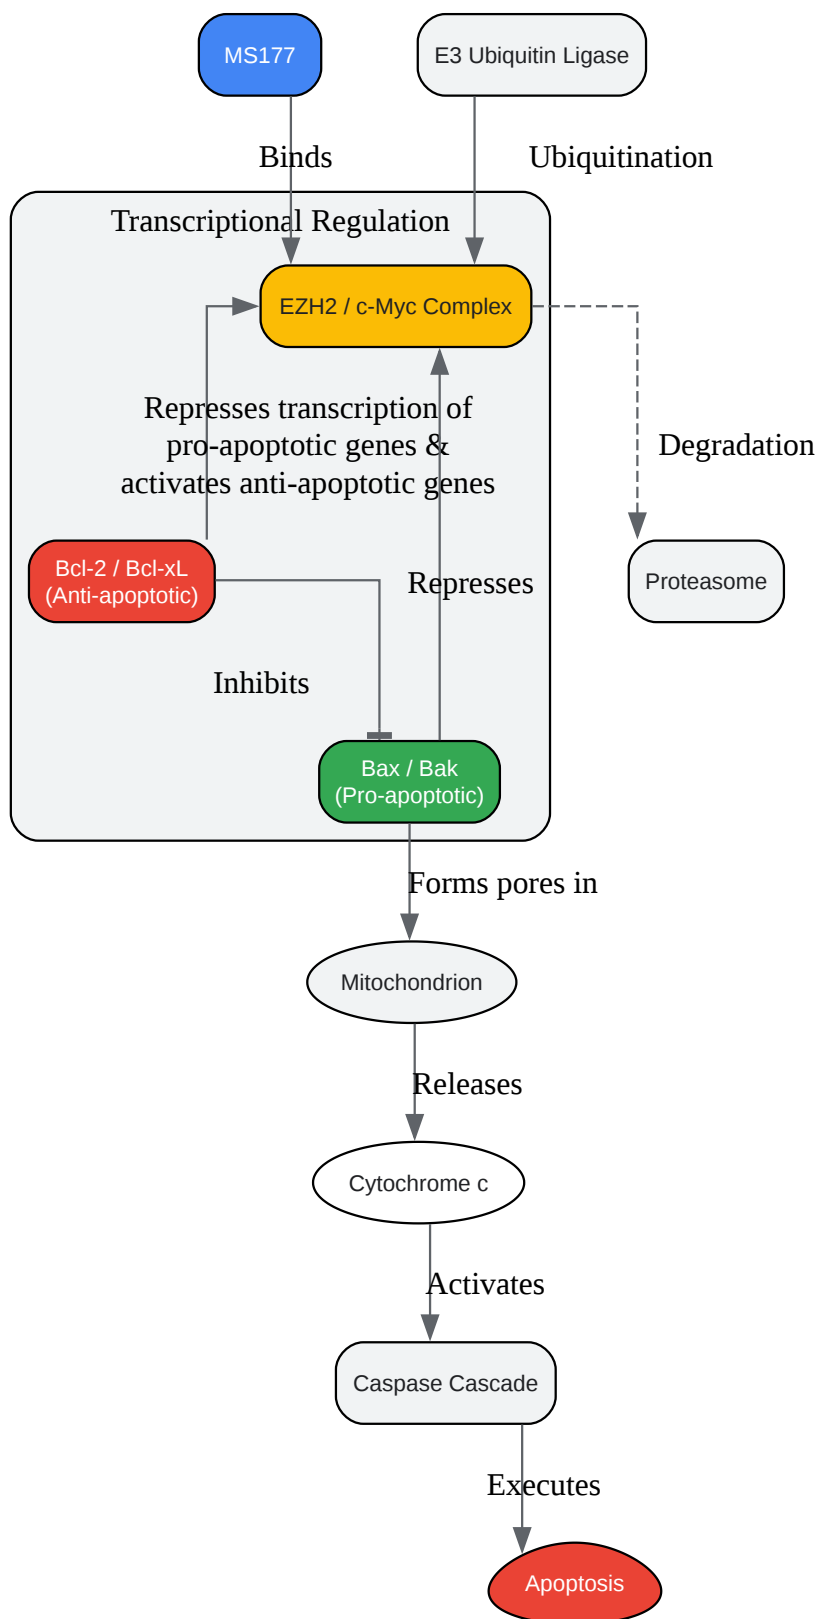 MS177
E3 Ubiquitin Ligase
Binds
Ubiquitination
Transcriptional Regulation
EZH2 / c-Myc Complex
Represses transcription of
pro-apoptotic genes &
activates anti-apoptotic genes
Degradation
Bcl-2 / Bcl-xL
(Anti-apoptotic)
Represses
Proteasome
Inhibits
Bax / Bak
(Pro-apoptotic)
Forms pores in
Mitochondrion
Releases
Cytochrome c
Activates
Caspase Cascade
Executes
Apoptosis